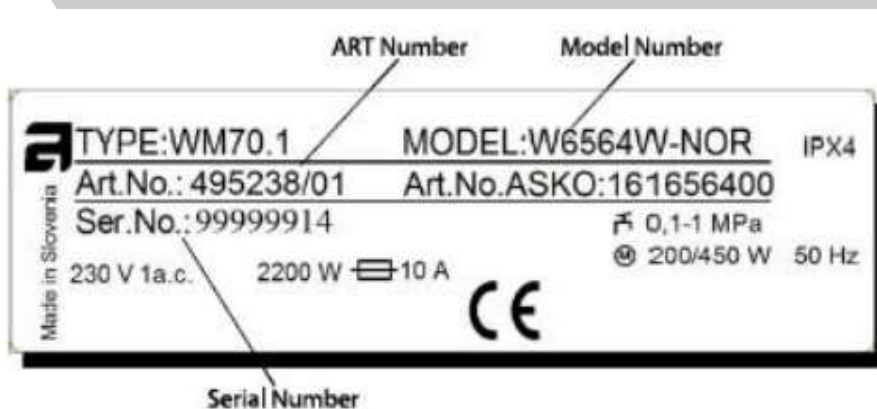 ART Number Model Number
TYPE:WM70.1 MODEL:W6564W-NOR IPX4
Art.No.: 495238/01 Art.No.ASKO:161656400
Ser.No.:99999914 0,1-1 MPa
230 V 1a.c. 2200 W 10 A M 200/450 W 50 Hz
CE
Made in Slovenia
Serial Number